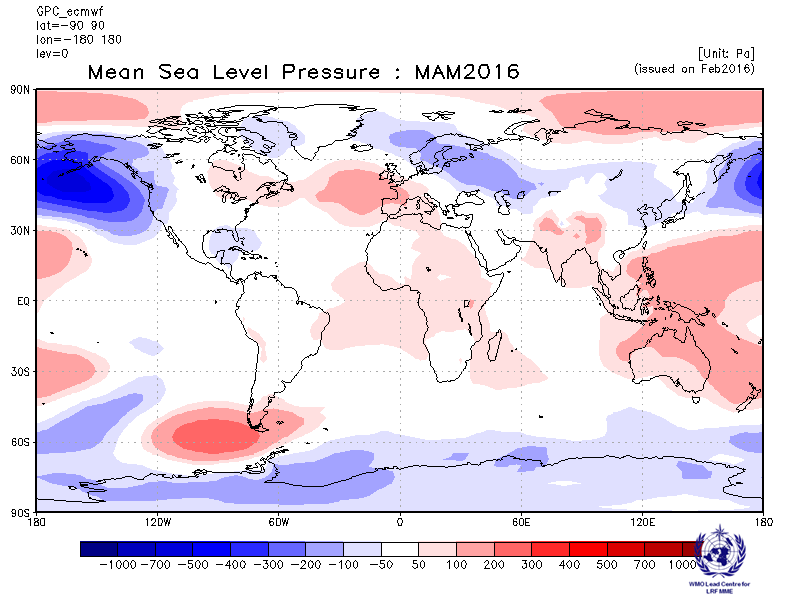 GPC_ecmwf
lat=-90 90
lon=-180 180
lev=0
[Unit: Pa]
Mean Sea Level Pressure : MAM2016
(issued on Feb2016)
90N
60N
30N
EQ
30S
60S
90S
180 120W 60W 0 60E 120E 180
-1000 -700 -500 -400 -300 -200 -100 -50 50 100 200 300 400 500 700 1000
WMO Lead Centre for
LRF MME